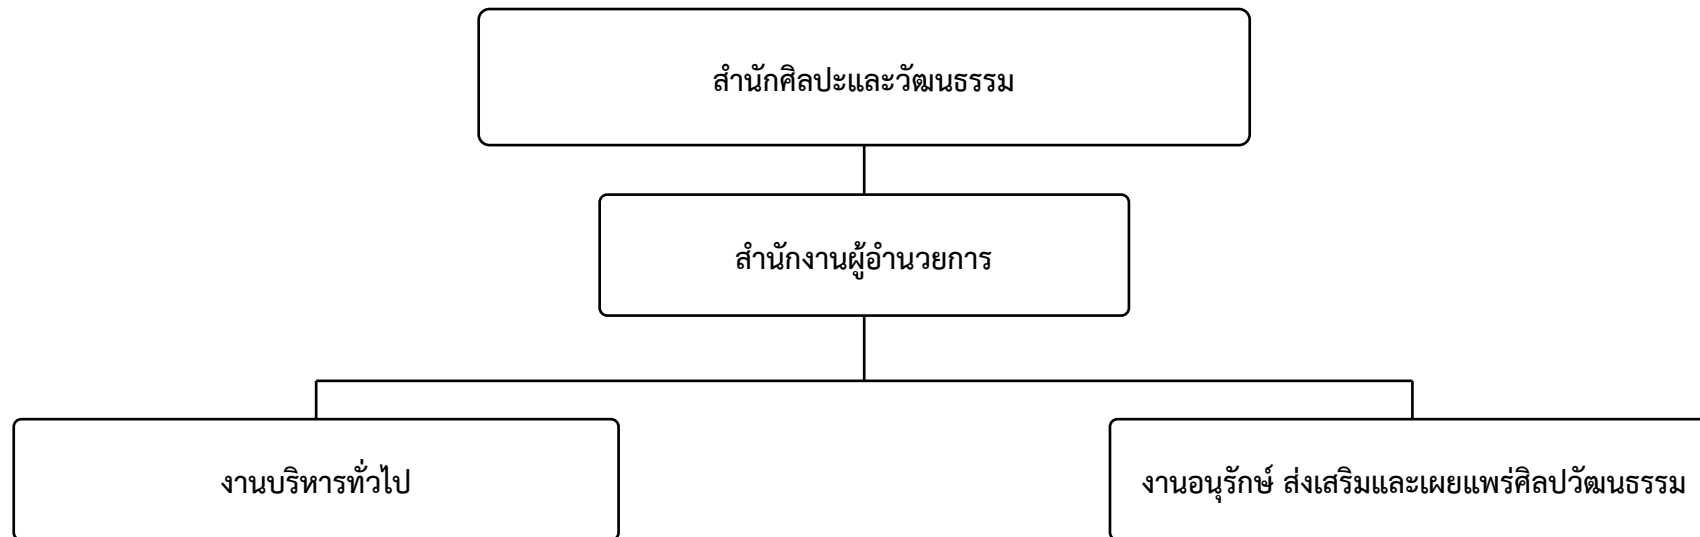 สำนักศิลปะและวัฒนธรรม
สำนักงานผู้อำนวยการ
งานบริหารทั่วไป
งานอนุรักษ์ ส่งเสริมและเผยแพร่ศิลปวัฒนธรรม